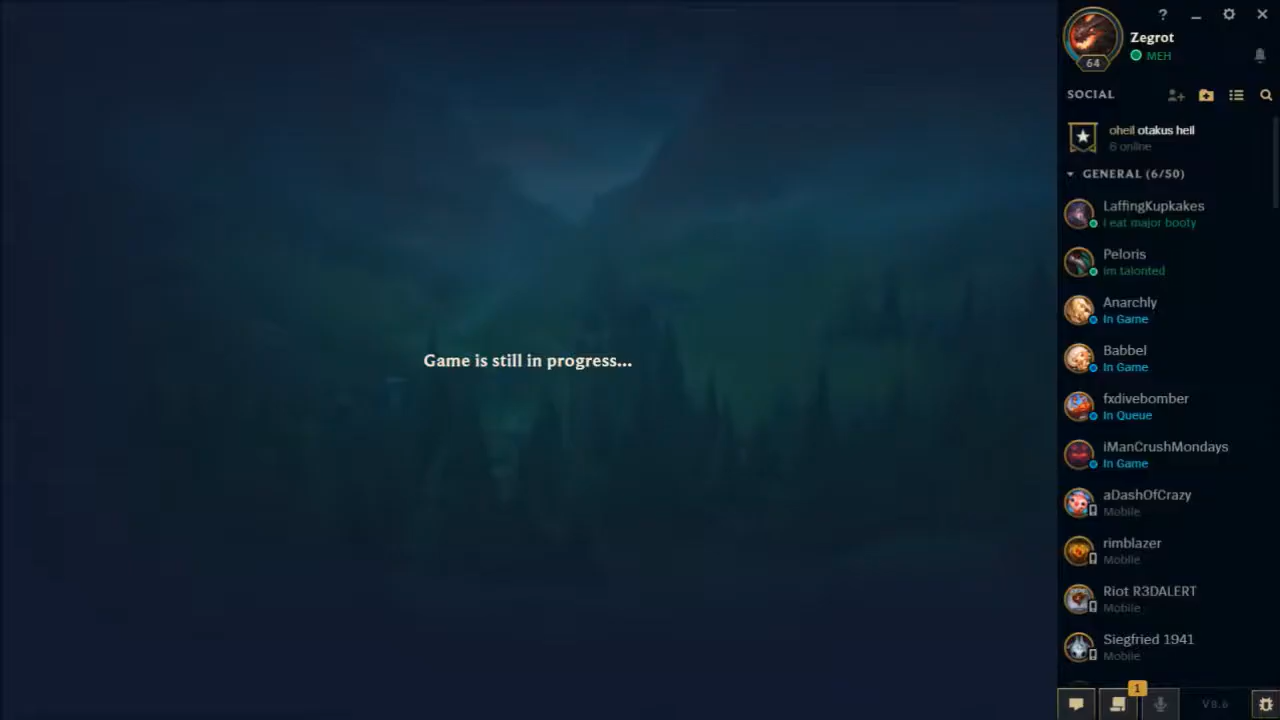 ?
Zegrot
64
MEH
SOCIAL
oheil otakus heil
6 online
GENERAL (6/50)
LaffingKupkakes
i eat major booty
Peloris
im talonted
Anarchly
In Game
Game is still in progress...
Babbel
In Game
fxdivebomber
In Queue
iManCrushMondays
In Game
aDashOfCrazy
Mobile
rimblazer
Mobile
Riot R3DALERT
Mobile
Siegfried 1941
Mobile
1
V8.6